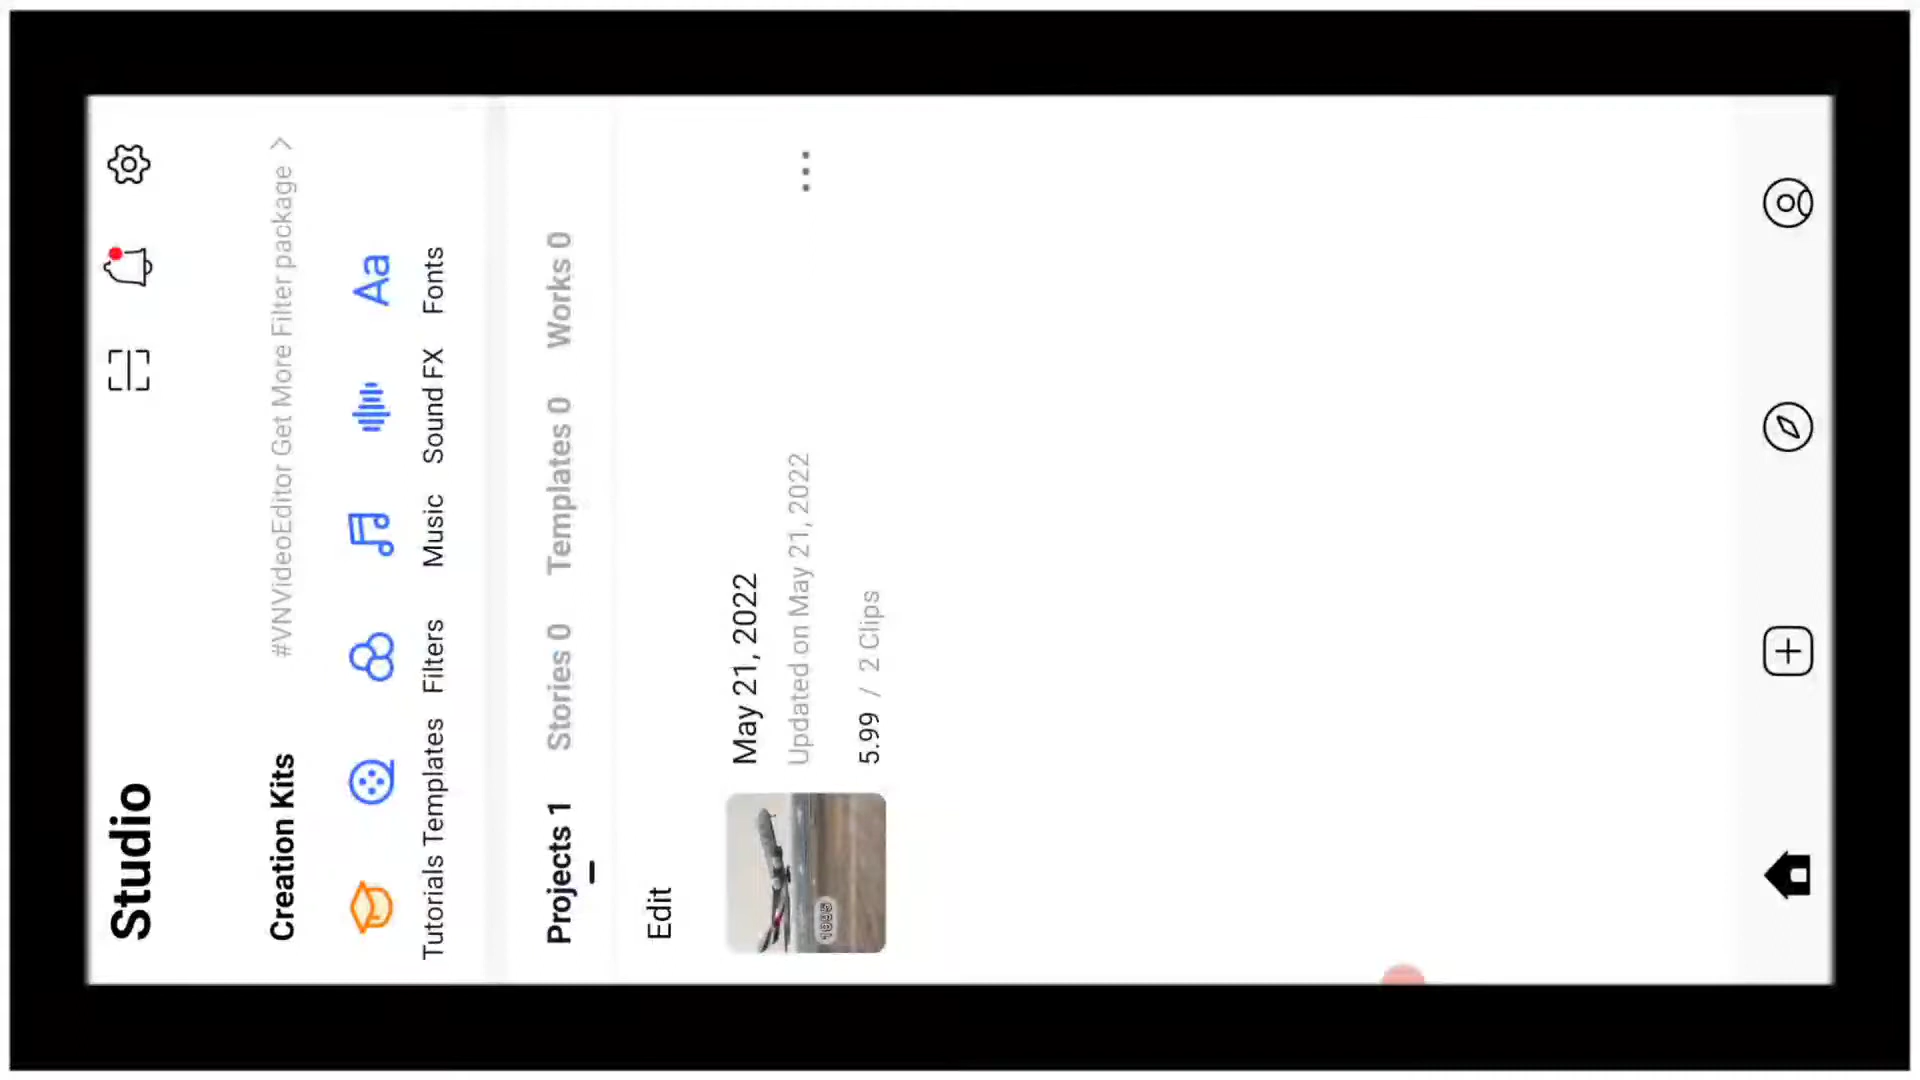 Studio
Creation Kits #VNVideoEditor Get More Filter package >
Aa
Tutorials Templates Filters Music Sound FX Fonts
Projects 1 Stories 0 Templates 0 Works 0
Edit
May 21, 2022
Updated on May 21, 2022
5.99 / 2 Clips